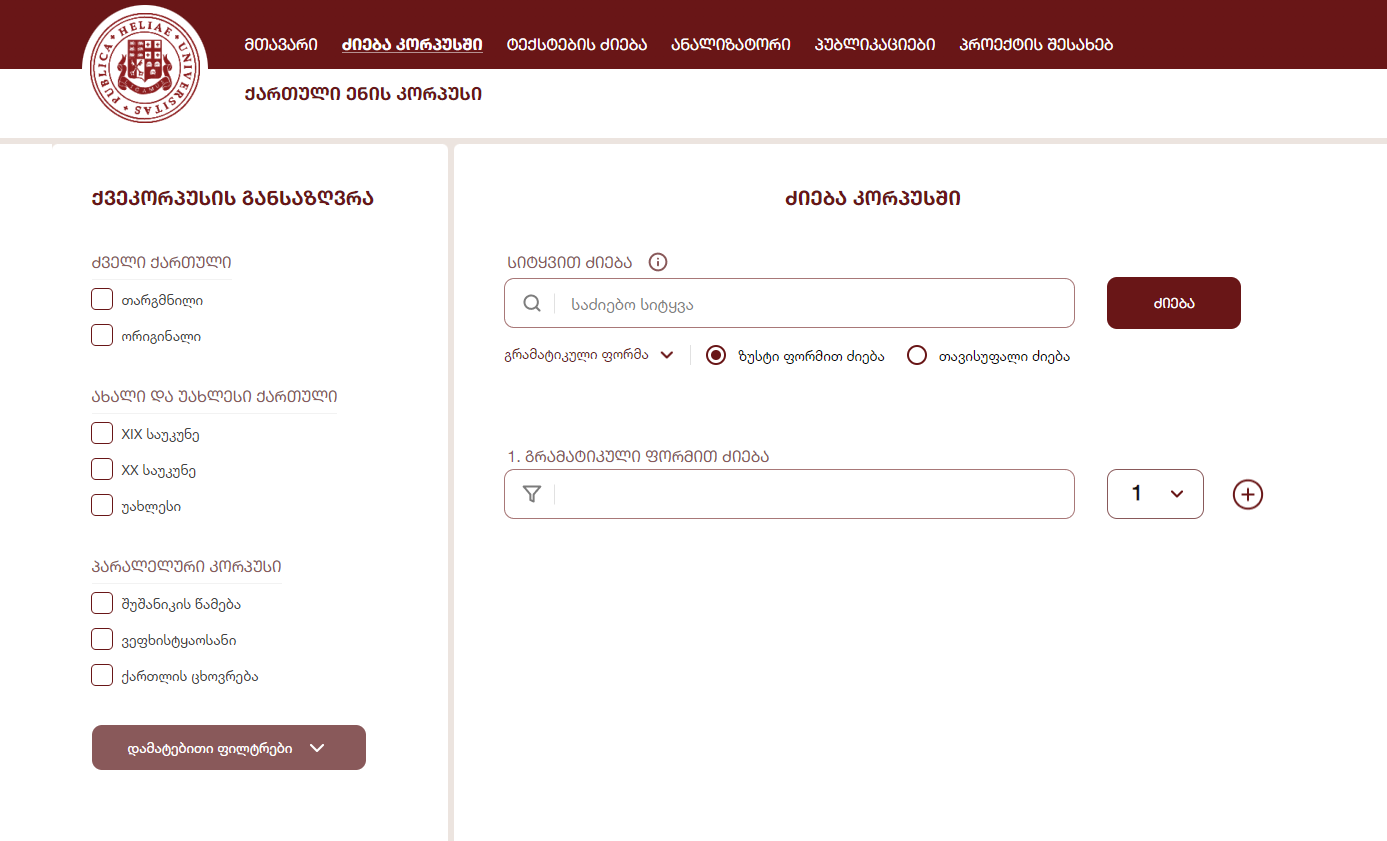 PUBLICA · HELIAE · UNIVERSITAS
მთავარი ძიება კორპუსში ტექსტების ძიება ანალიზატორი პუბლიკაციები პროექტის შესახებ
ქართული ენის კორპუსი
ქვეკორპუსის განსაზღვრა
ძველი ქართული
თარგმნილი
ორიგინალი
ახალი და უახლესი ქართული
XIX საუკუნე
XX საუკუნე
უახლესი
პარალელური კორპუსი
შუშანიკის წამება
ვეფხისტყაოსანი
ქართლის ცხოვრება
დამატებითი ფილტრები
ძიება კორპუსში
სიტყვით ძიება
საძიებო სიტყვა
ძიება
გრამატიკული ფორმა ზუსტი ფორმით ძიება თავისუფალი ძიება
1. გრამატიკული ფორმით ძიება
1